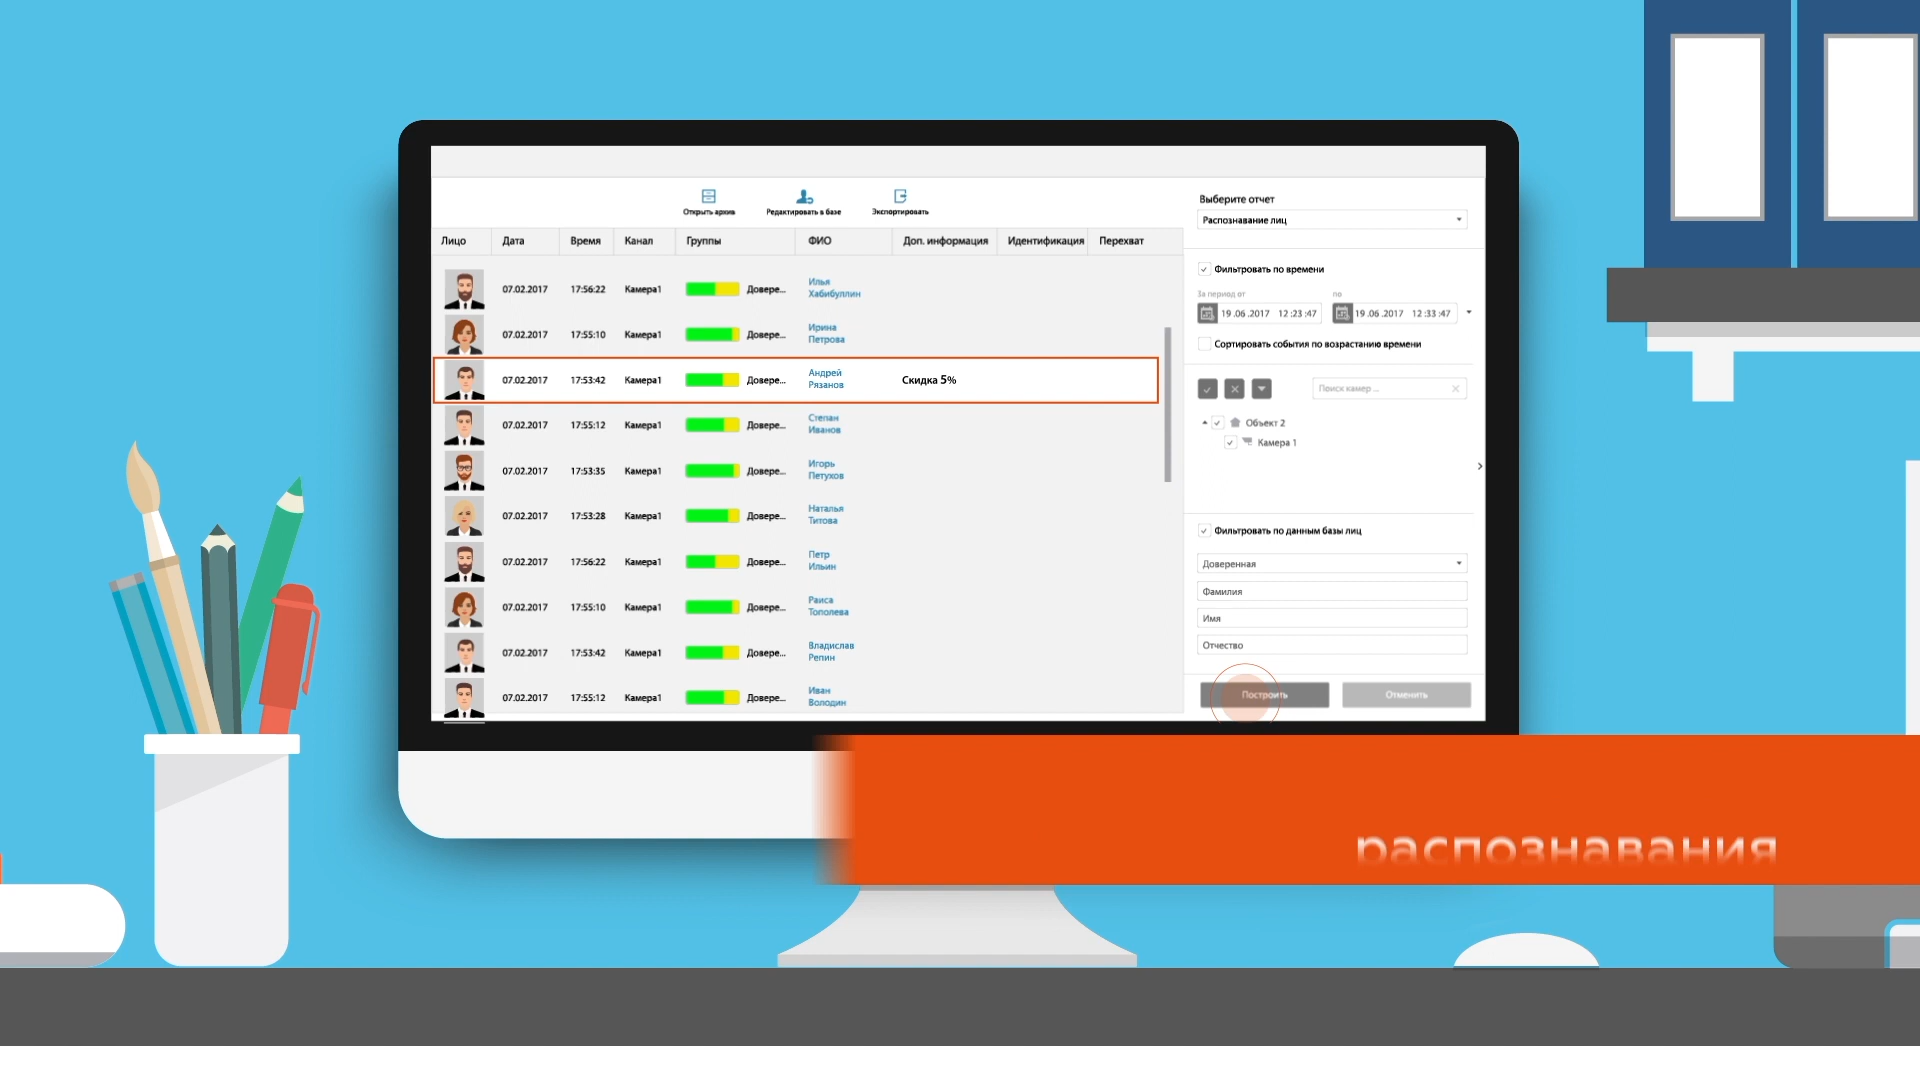 Открыть архив
Редактировать в базе
Экспортировать
Лицо Дата Время Канал Группы ФИО Доп. информация Идентификация Перехват
07.02.2017 17:56:22 Камера1 Довере... Илья
Хабибуллин
07.02.2017 17:55:10 Камера1 Довере... Ирина
Петрова
07.02.2017 17:53:42 Камера1 Довере... Андрей
Рязанов
Скидка 5%
07.02.2017 17:55:12 Камера1 Довере... Степан
Иванов
07.02.2017 17:53:35 Камера1 Довере... Игорь
Петухов
07.02.2017 17:53:28 Камера1 Довере... Наталья
Титова
07.02.2017 17:56:22 Камера1 Довере... Петр
Ильин
07.02.2017 17:55:10 Камера1 Довере... Раиса
Тополева
07.02.2017 17:53:42 Камера1 Довере... Владислав
Репин
07.02.2017 17:55:12 Камера1 Довере... Иван
Володин
Выберите отчет
Распознавание лиц
Фильтровать по времени
За период от по
19.06.2017 12:23:47 19.06.2017 12:33:47
Сортировать события по возрастанию времени
Поиск камер ...
Объект 2
Камера 1
Фильтровать по данным базы лиц
Доверенная
Фамилия
Имя
Отчество
Построить Отменить
распознавания